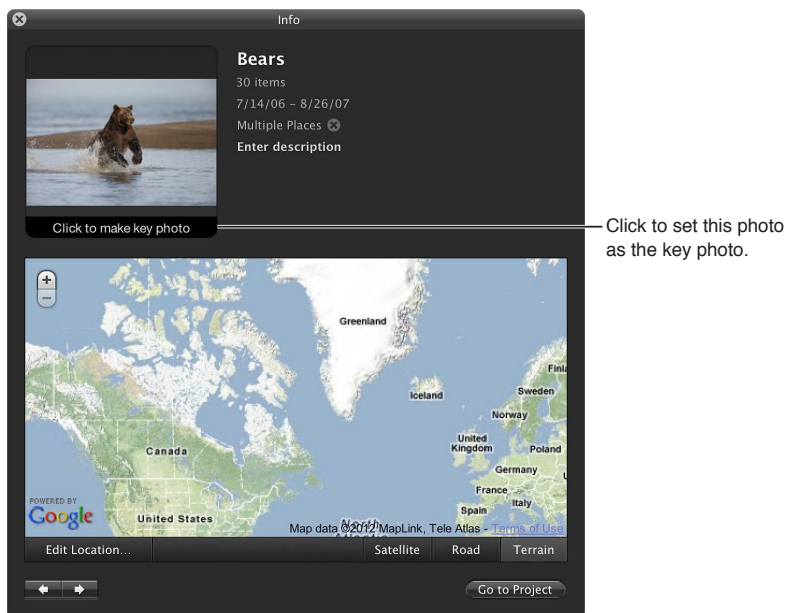 Info
Bears
30 items
7/14/06 – 8/26/07
Multiple Places
Enter description
Click to make key photo
Click to set this photo
as the key photo.
+
–
Greenland
Iceland
Sweden
Norway
United
Kingdom
Poland
Germany
France
Italy
Spain
Canada
United States
POWERED BY
Google
North
Map data ©2012 MapLink, Tele Atlas - Terms of Use
Edit Location...
Satellite
Road
Terrain
Go to Project